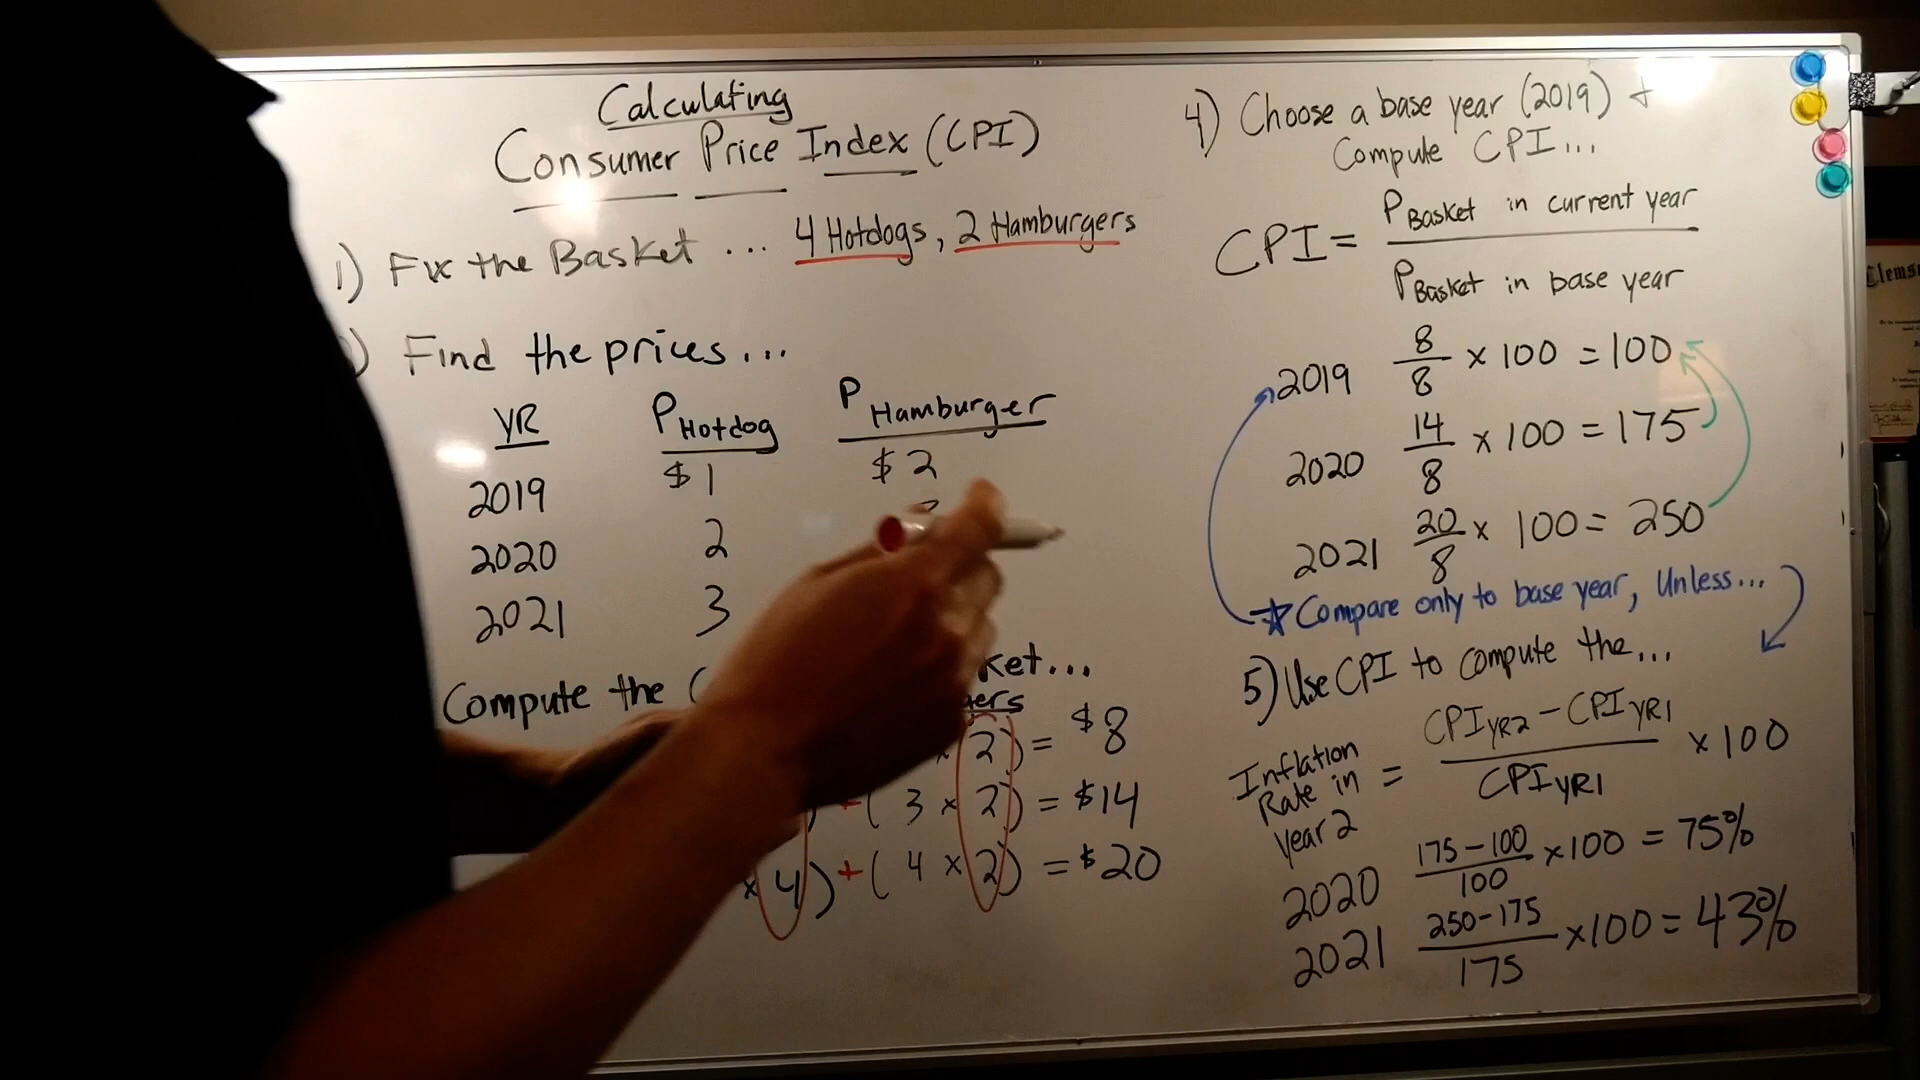 Calculating
Consumer Price Index (CPI)
1) Fix the Basket ... 4 Hotdogs, 2 Hamburgers
) Find the prices...
YR P Hotdog P Hamburger
2019 $1 $2
2020 2
2021 3
Compute the ( ket...
gers
2) = $8
) + ( 3 x 2) = $14
x 4) + ( 4 x 2) = $20
4) Choose a base year (2019) +
Compute CPI...
CPI = P Basket in current year
P Basket in base year
2019 8/8 x 100 = 100
2020 14/8 x 100 = 175
2021 20/8 x 100 = 250
☆ Compare only to base year, Unless...
5) Use CPI to compute the...
Inflation Rate in year 2 = CPI YR2 - CPI YR1 / CPI YR1 x 100
2020 175-100/100 x 100 = 75%
2021 250-175/175 x 100 = 43%
Clems